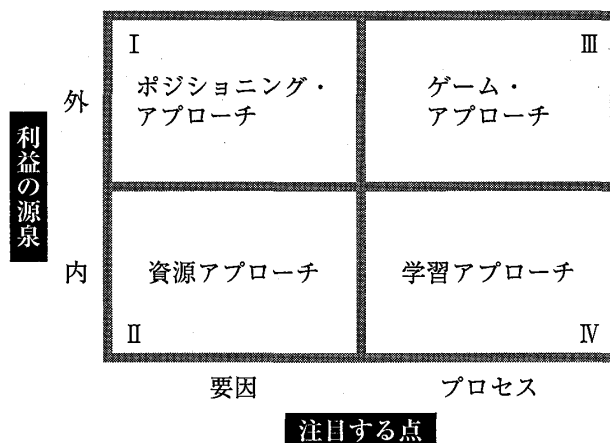 Ⅰ
ポジショニング・
アプローチ
Ⅲ
ゲーム・
アプローチ
外
利益の源泉
内
資源アプローチ
Ⅱ
学習アプローチ
Ⅳ
要因
プロセス
注目する点